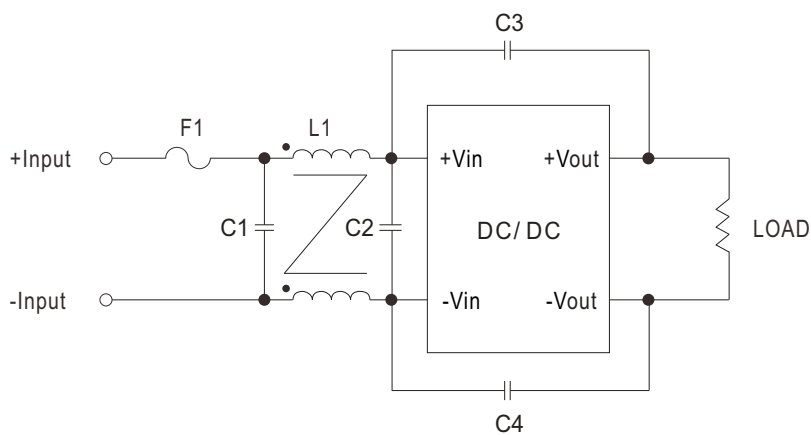 C3
F1
L1
+Input
+Vin
+Vout
C1
C2
DC/DC
LOAD
-Input
-Vin
-Vout
C4